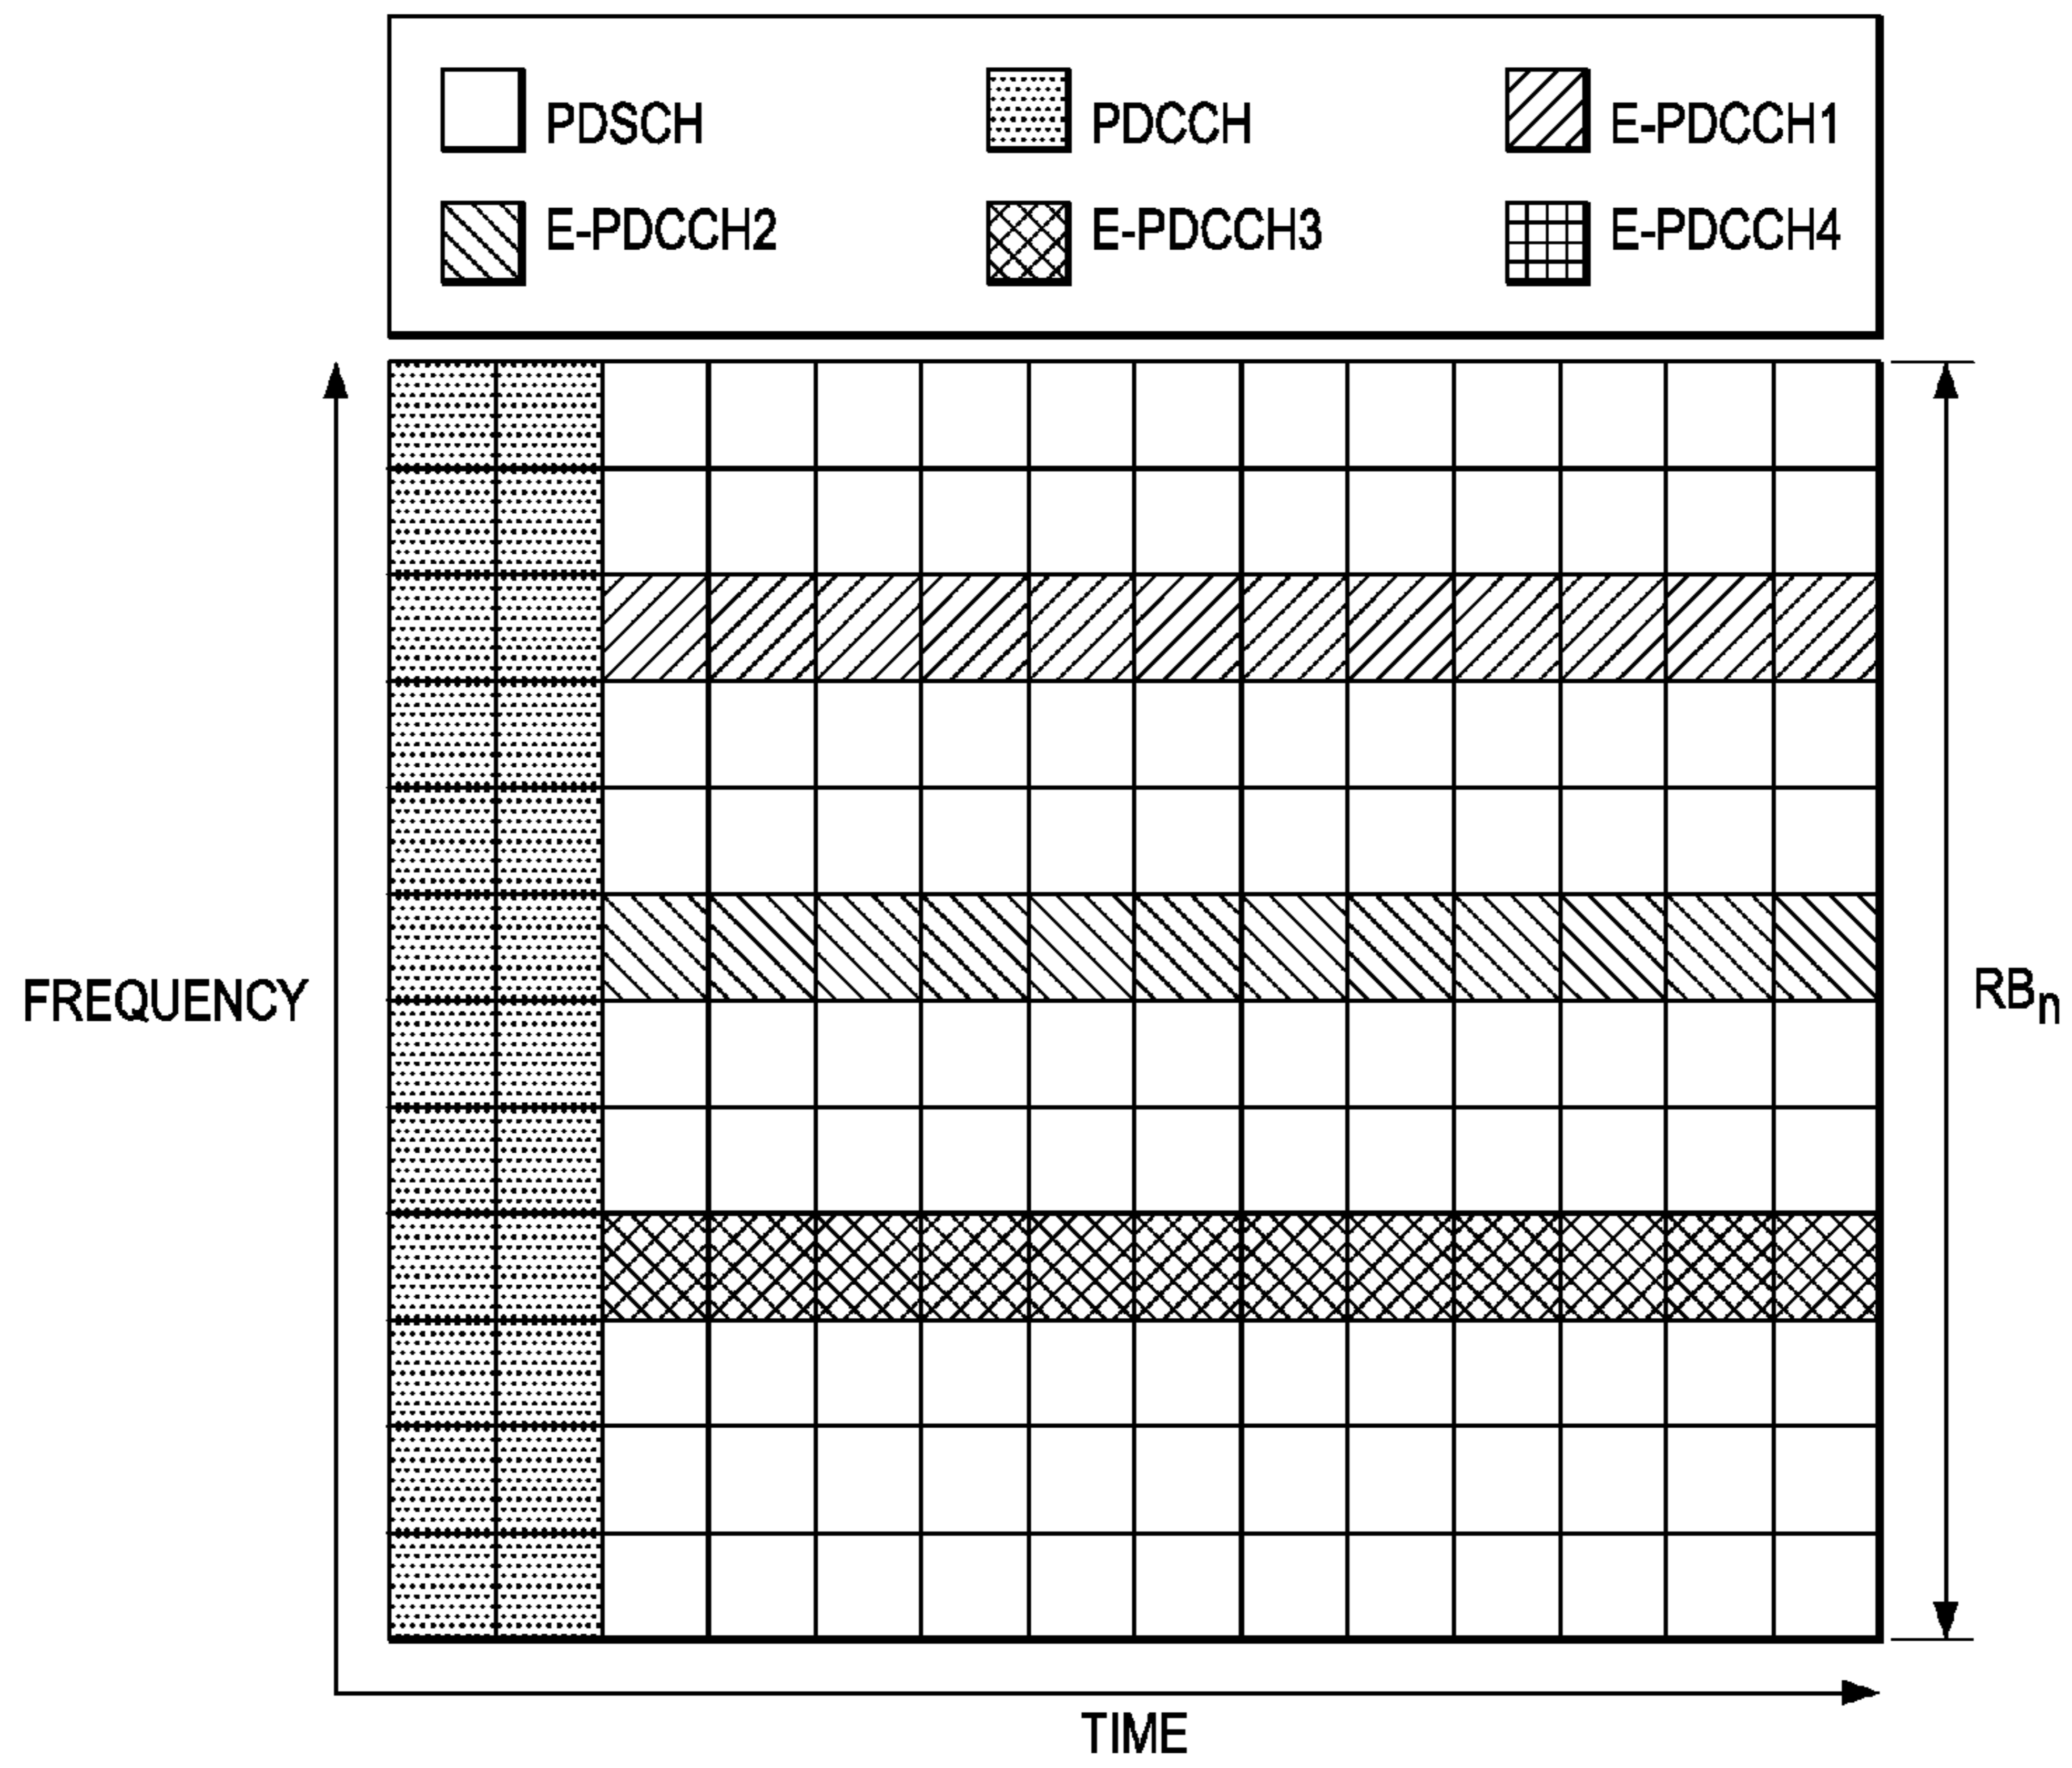 PDSCH PDCCH E-PDCCH1
E-PDCCH2 E-PDCCH3 E-PDCCH4
FREQUENCY
RBn
TIME